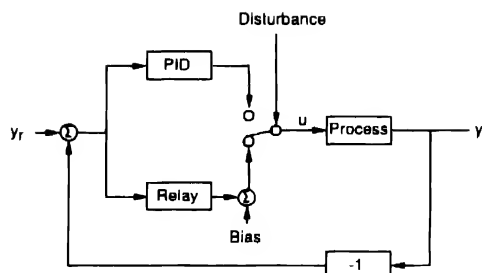 Disturbance
PID
y_r Σ u Process y
Relay Σ
Bias
-1